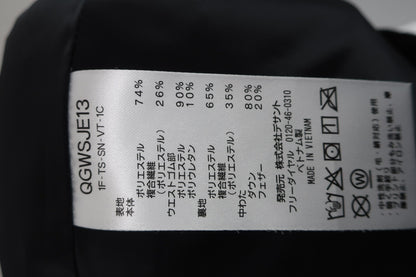 QGWSJE13
1F-TS-SN-VT-1C
表地
本体
ポリエステル 74%
複合繊維
(ポリエステル) 26%
ウエストゴム部
ポリエステル 90%
ポリウレタン 10%
裏地
ポリエステル 65%
複合繊維
(ポリエステル) 35%
中わた
ダウン 80%
フェザー 20%
発売元 株式会社デサント
フリーダイヤル 0120-46-0310
ベトナム製
MADE IN VIETNAM